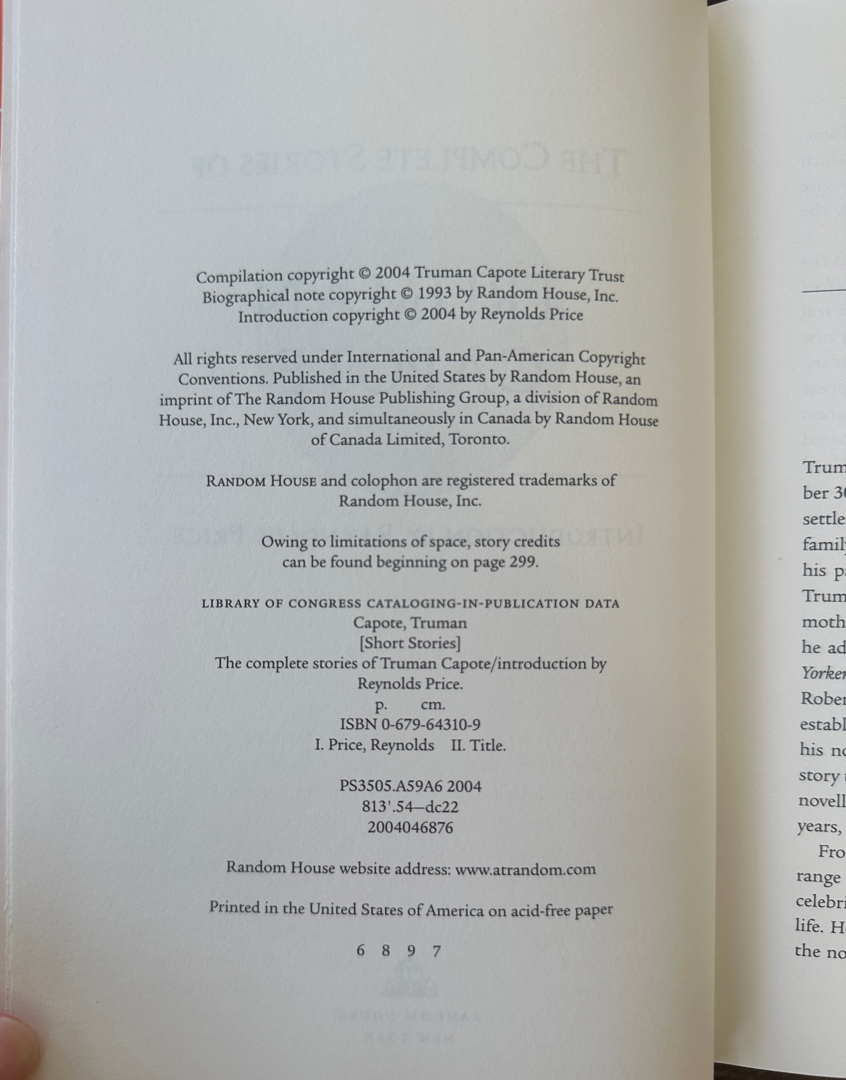 Compilation copyright © 2004 Truman Capote Literary Trust
Biographical note copyright © 1993 by Random House, Inc.
Introduction copyright © 2004 by Reynolds Price
All rights reserved under International and Pan-American Copyright
Conventions. Published in the United States by Random House, an
imprint of The Random House Publishing Group, a division of Random
House, Inc., New York, and simultaneously in Canada by Random House
of Canada Limited, Toronto.
RANDOM HOUSE and colophon are registered trademarks of
Random House, Inc.
Owing to limitations of space, story credits
can be found beginning on page 299.
LIBRARY OF CONGRESS CATALOGING-IN-PUBLICATION DATA
Capote, Truman
[Short Stories]
The complete stories of Truman Capote/introduction by
Reynolds Price.
p. cm.
ISBN 0-679-64310-9
I. Price, Reynolds II. Title.
PS3505.A59A6 2004
813'.54—dc22
2004046876
Random House website address: www.atrandom.com
Printed in the United States of America on acid-free paper
6 8 9 7
Trum
ber 30
settle
family
his pa
Trum
moth
he ad
Yorker
Rober
establ
his no
story
novell
years,
Fro
range
celebri
life. H
the no